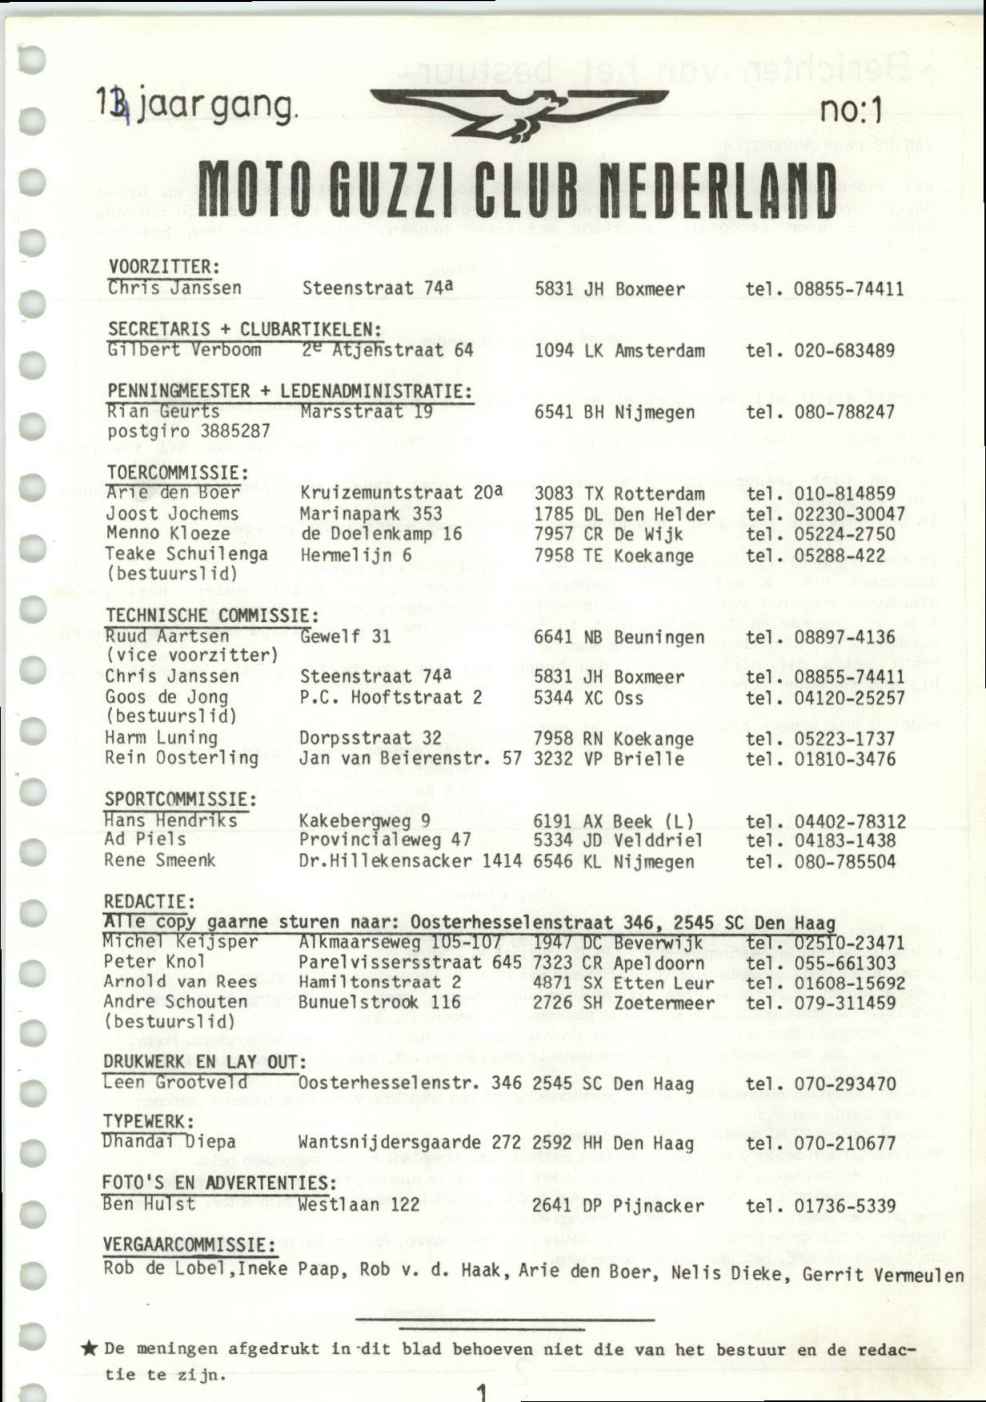 14 jaargang. no:1
MOTO GUZZI CLUB NEDERLAND
VOORZITTER:
Chris Janssen Steenstraat 74a 5831 JH Boxmeer tel. 08855-74411
SECRETARIS + CLUBARTIKELEN:
Gilbert Verboom 2e Atjehstraat 64 1094 LK Amsterdam tel. 020-683489
PENNINGMEESTER + LEDENADMINISTRATIE:
Rian Geurts Marsstraat 19 6541 BH Nijmegen tel. 080-788247
postgiro 3885287
TOERCOMMISSIE:
Arie den Boer Kruizemuntstraat 20a 3083 TX Rotterdam tel. 010-814859
Joost Jochems Marinapark 353 1785 DL Den Helder tel. 02230-30047
Menno Kloeze de Doelenkamp 16 7957 CR De Wijk tel. 05224-2750
Teake Schuilenga Hermelijn 6 7958 TE Koekange tel. 05288-422
(bestuurslid)
TECHNISCHE COMMISSIE:
Ruud Aartsen Gewelf 31 6641 NB Beuningen tel. 08897-4136
(vice voorzitter)
Chris Janssen Steenstraat 74a 5831 JH Boxmeer tel. 08855-74411
Goos de Jong P.C. Hooftstraat 2 5344 XC Oss tel. 04120-25257
(bestuurslid)
Harm Luning Dorpsstraat 32 7958 RN Koekange tel. 05223-1737
Rein Oosterling Jan van Beierenstr. 57 3232 VP Brielle tel. 01810-3476
SPORTCOMMISSIE:
Hans Hendriks Kakebergweg 9 6191 AX Beek (L) tel. 04402-78312
Ad Piels Provincialeweg 47 5334 JD Velddriel tel. 04183-1438
Rene Smeenk Dr.Hillekensacker 1414 6546 KL Nijmegen tel. 080-785504
REDACTIE:
Alle copy gaarne sturen naar: Oosterhesselenstraat 346, 2545 SC Den Haag
Michel Keijsper Alkmaarseweg 105-107 1947 DC Beverwijk tel. 02510-23471
Peter Knol Parelvissersstraat 645 7323 CR Apeldoorn tel. 055-661303
Arnold van Rees Hamiltonstraat 2 4871 SX Etten Leur tel. 01608-15692
Andre Schouten Bunuelstrook 116 2726 SH Zoetermeer tel. 079-311459
(bestuurslid)
DRUKWERK EN LAY OUT:
Leen Grootveld Oosterhesselenstr. 346 2545 SC Den Haag tel. 070-293470
TYPEWERK:
Dhandai Diepa Wantsnijdersgaarde 272 2592 HH Den Haag tel. 070-210677
FOTO'S EN ADVERTENTIES:
Ben Hulst Westlaan 122 2641 DP Pijnacker tel. 01736-5339
VERGAARCOMMISSIE:
Rob de Lobel,Ineke Paap, Rob v. d. Haak, Arie den Boer, Nelis Dieke, Gerrit Vermeulen
★ De meningen afgedrukt in dit blad behoeven niet die van het bestuur en de redac-
tie te zijn.
1